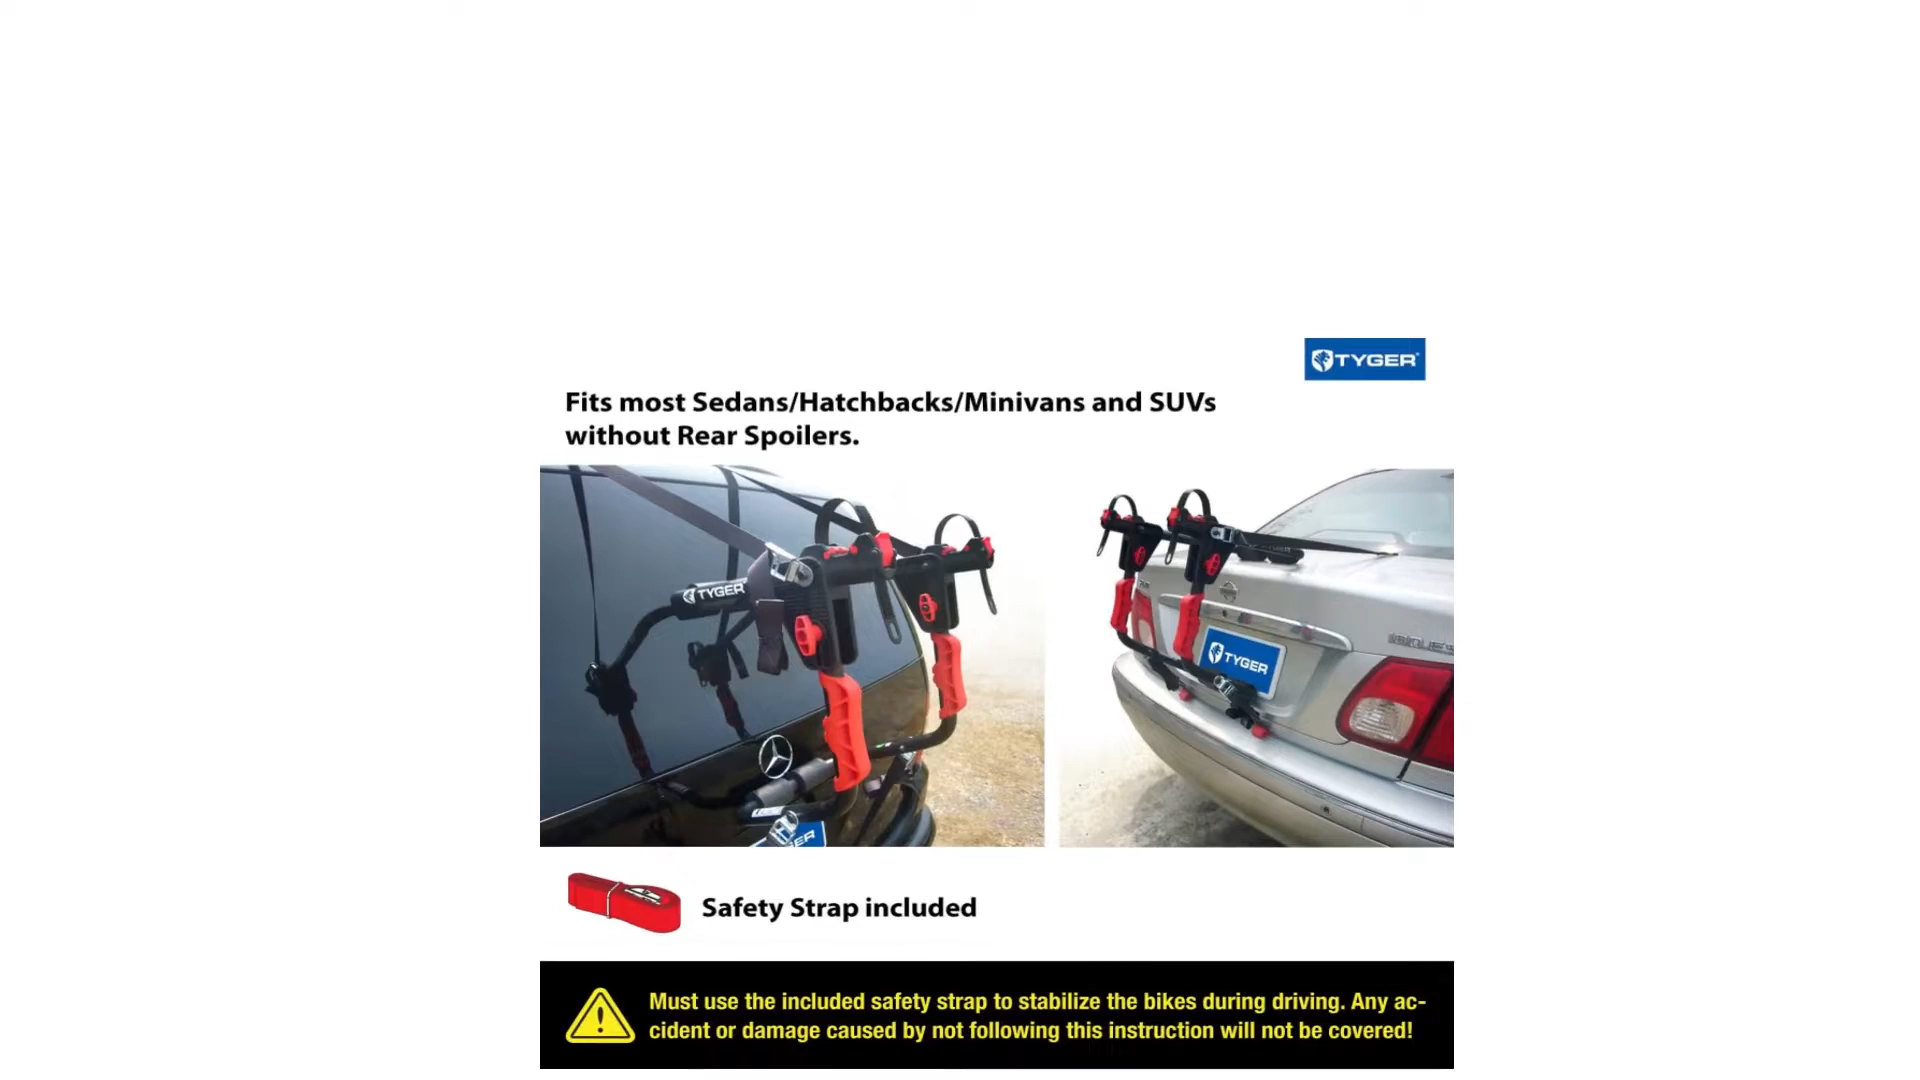 TYGER
Fits most Sedans/Hatchbacks/Minivans and SUVs
without Rear Spoilers.
TYGER
TYGER
Safety Strap included
Must use the included safety strap to stabilize the bikes during driving. Any ac-
cident or damage caused by not following this instruction will not be covered!